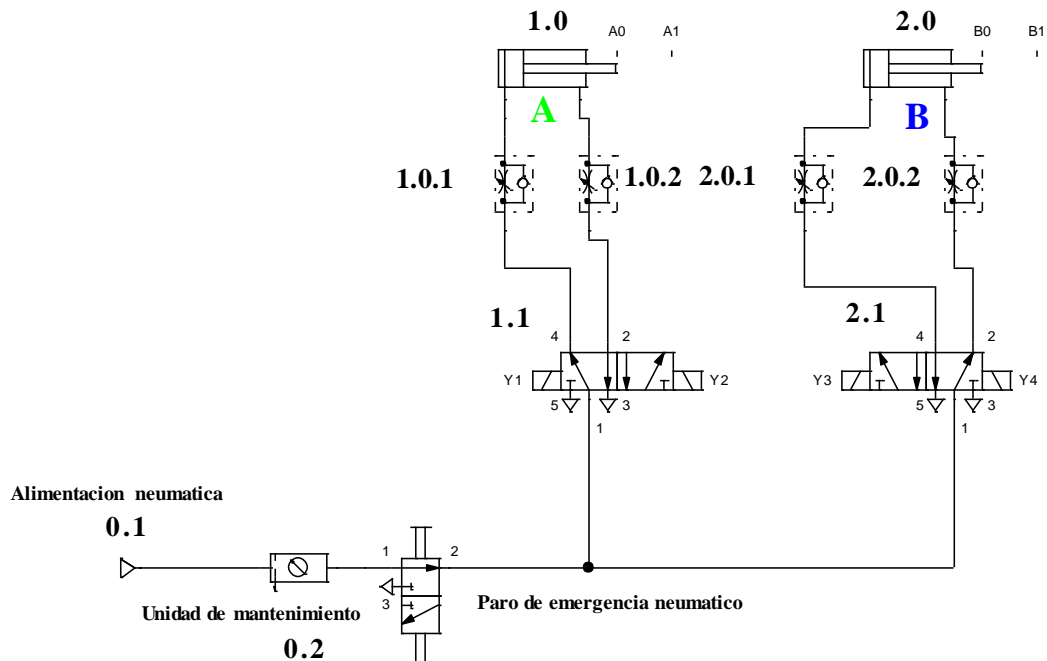 1.0
A0
A1
2.0
B0
B1
A
B
1.0.1
1.0.2
2.0.1
2.0.2
1.1
2.1
4
2
4
2
Y1
Y2
Y3
Y4
5
3
5
3
1
1
Alimentacion neumatica
0.1
1
2
3
Paro de emergencia neumatico
Unidad de mantenimiento
0.2